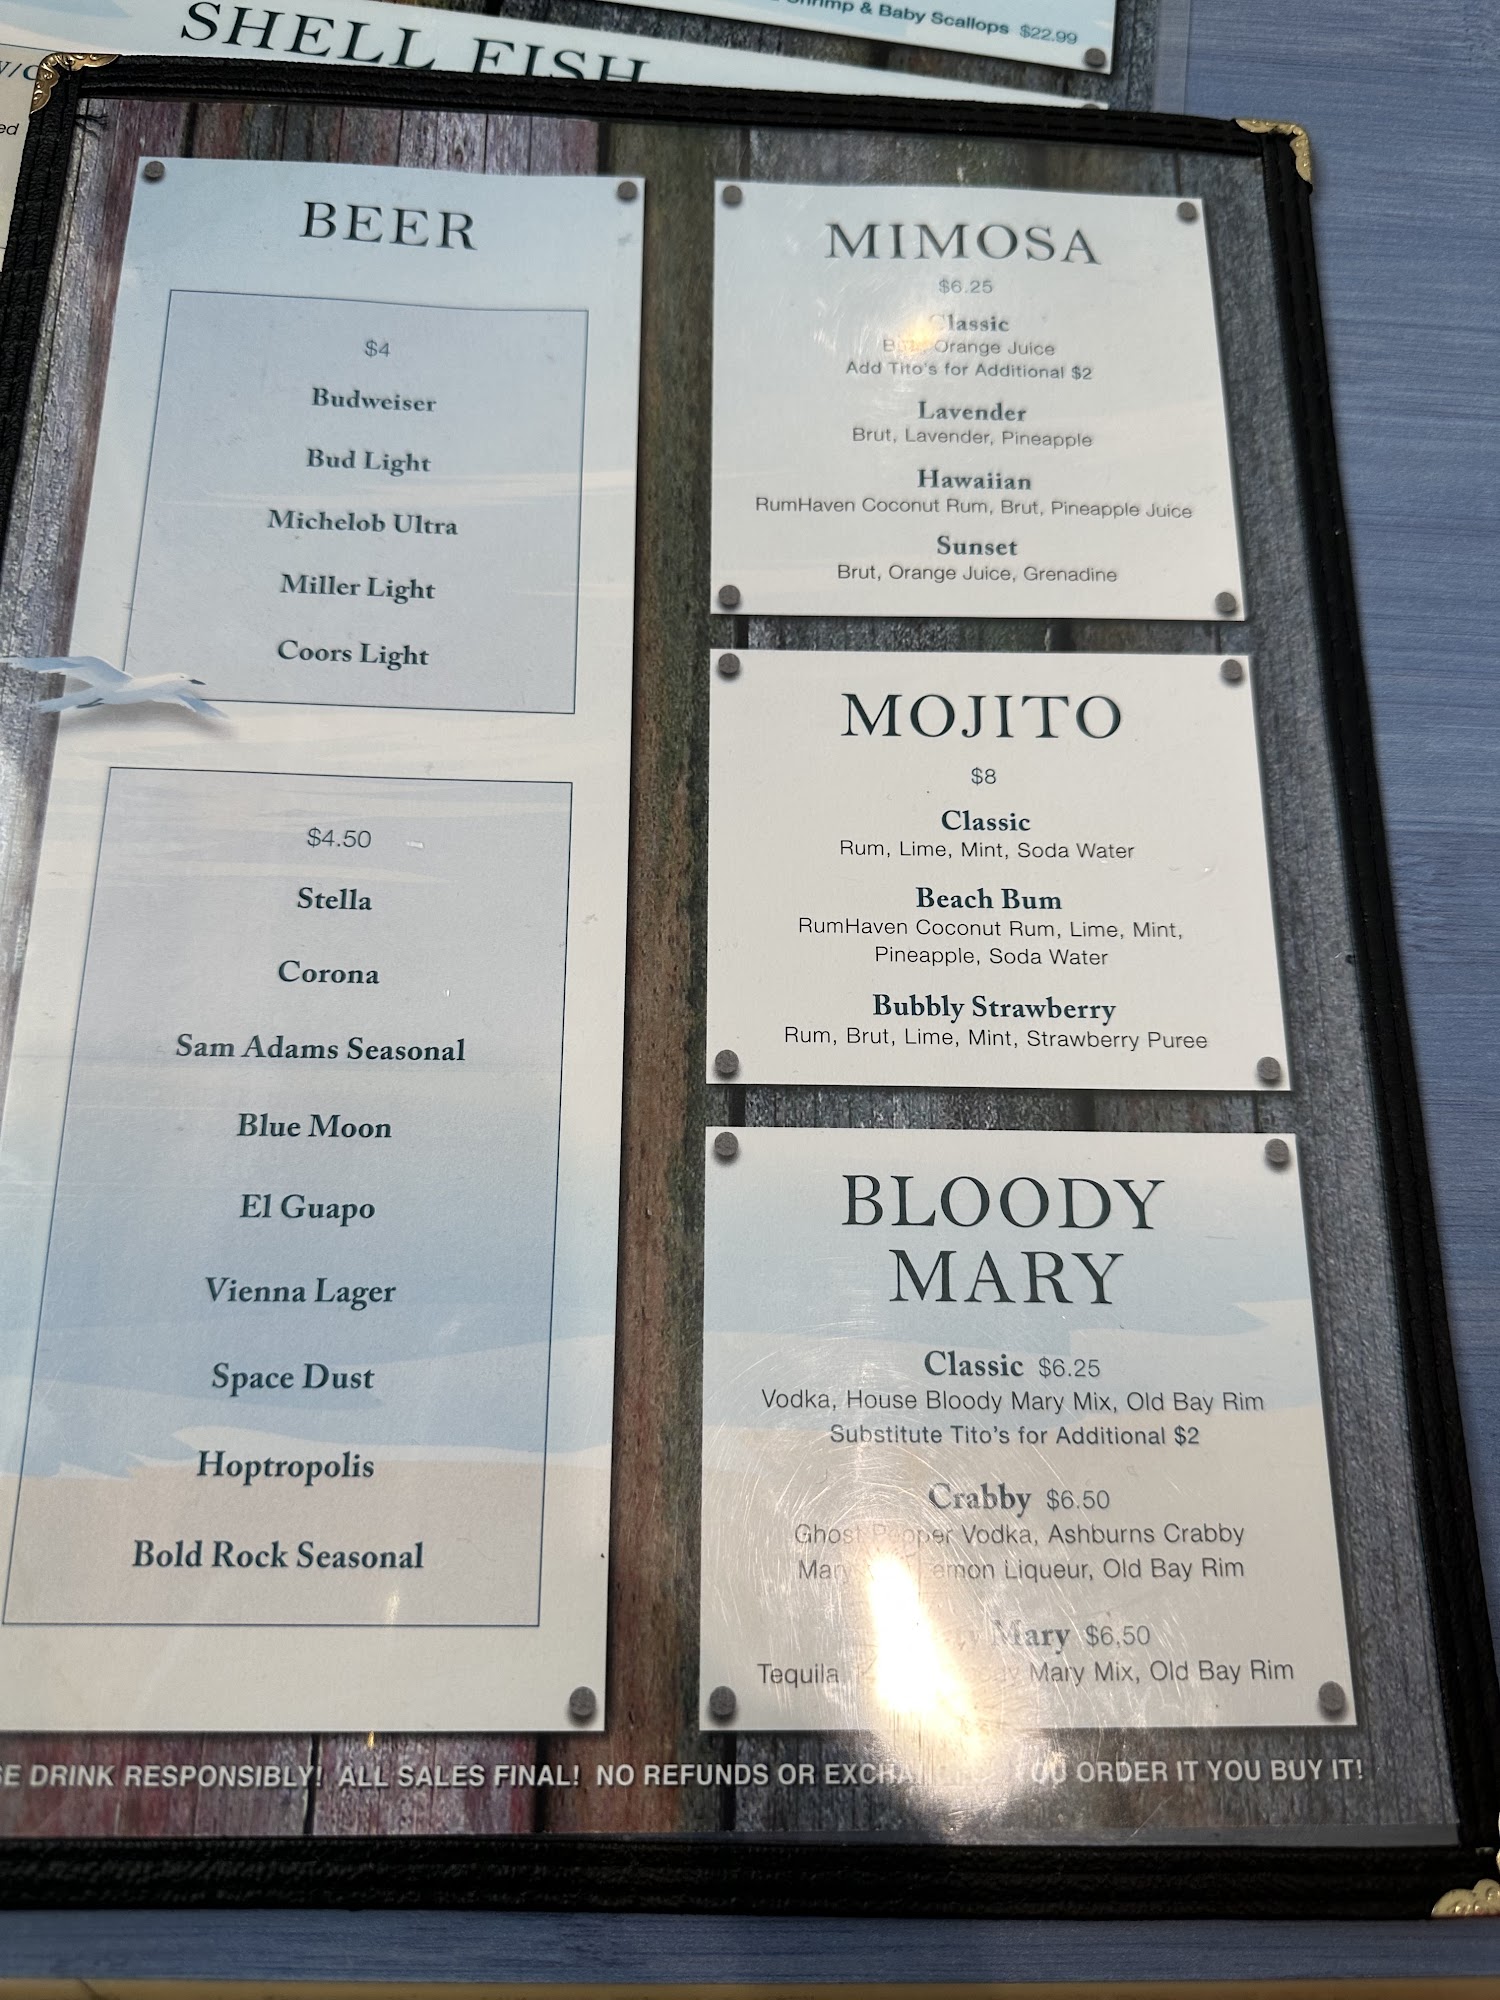 Shrimp & Baby Scallops $22.99
SHELL FISH
W/C
ed
BEER
$4
Budweiser
Bud Light
Michelob Ultra
Miller Light
Coors Light
$4.50
Stella
Corona
Sam Adams Seasonal
Blue Moon
El Guapo
Vienna Lager
Space Dust
Hoptropolis
Bold Rock Seasonal
MIMOSA
$6.25
Classic
Orange Juice
Add Tito's for Additional $2
Lavender
Brut, Lavender, Pineapple
Hawaiian
RumHaven Coconut Rum, Brut, Pineapple Juice
Sunset
Brut, Orange Juice, Grenadine
MOJITO
$8
Classic
Rum, Lime, Mint, Soda Water
Beach Bum
RumHaven Coconut Rum, Lime, Mint,
Pineapple, Soda Water
Bubbly Strawberry
Rum, Brut, Lime, Mint, Strawberry Puree
BLOODY
MARY
Classic $6.25
Vodka, House Bloody Mary Mix, Old Bay Rim
Substitute Tito's for Additional $2
Crabby $6.50
Ghost Pepper Vodka, Ashburns Crabby
Mary Liqueur, Old Bay Rim
Mary $6.50
Tequila, Mary Mix, Old Bay Rim
SE DRINK RESPONSIBLY! ALL SALES FINAL! NO REFUNDS OR YOU ORDER IT YOU BUY IT!